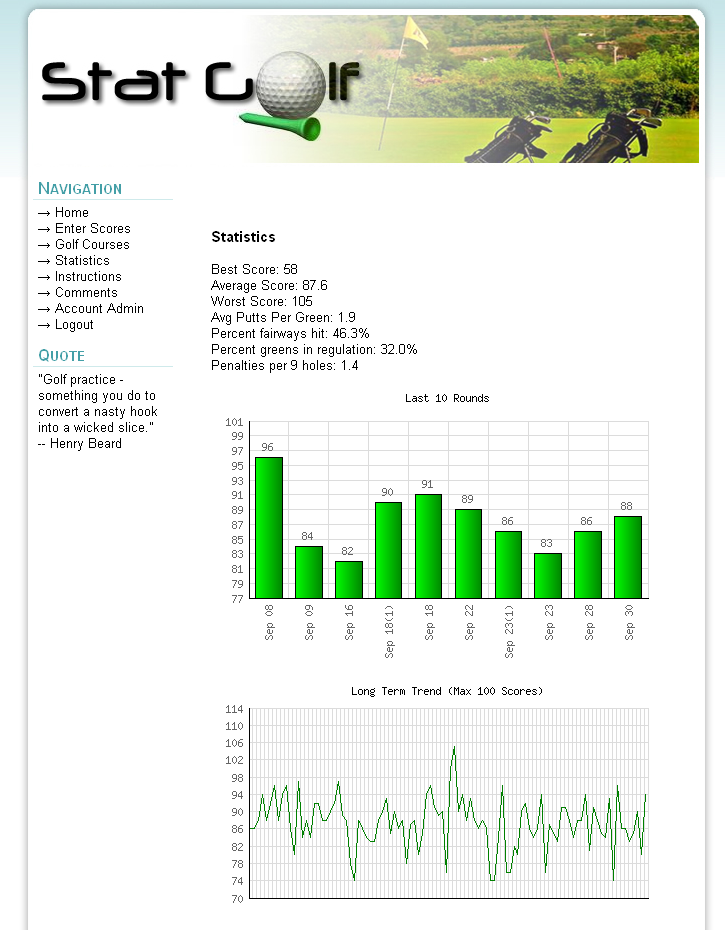 Stat Golf
NAVIGATION
→ Home
→ Enter Scores
→ Golf Courses
→ Statistics
→ Instructions
→ Comments
→ Account Admin
→ Logout
QUOTE
"Golf practice -
something you do to
convert a nasty hook
into a wicked slice."
-- Henry Beard
Statistics
Best Score: 58
Average Score: 87.6
Worst Score: 105
Avg Putts Per Green: 1.9
Percent fairways hit: 46.3%
Percent greens in regulation: 32.0%
Penalties per 9 holes: 1.4
Last 10 Rounds
101
99
97
95
93
91
89
87
85
83
81
79
77
96
84
82
90
91
89
86
83
86
88
Sep 08
Sep 09
Sep 16
Sep 18(1)
Sep 18
Sep 22
Sep 23(1)
Sep 23
Sep 28
Sep 30
Long Term Trend (Max 100 Scores)
114
110
106
102
98
94
90
86
82
78
74
70